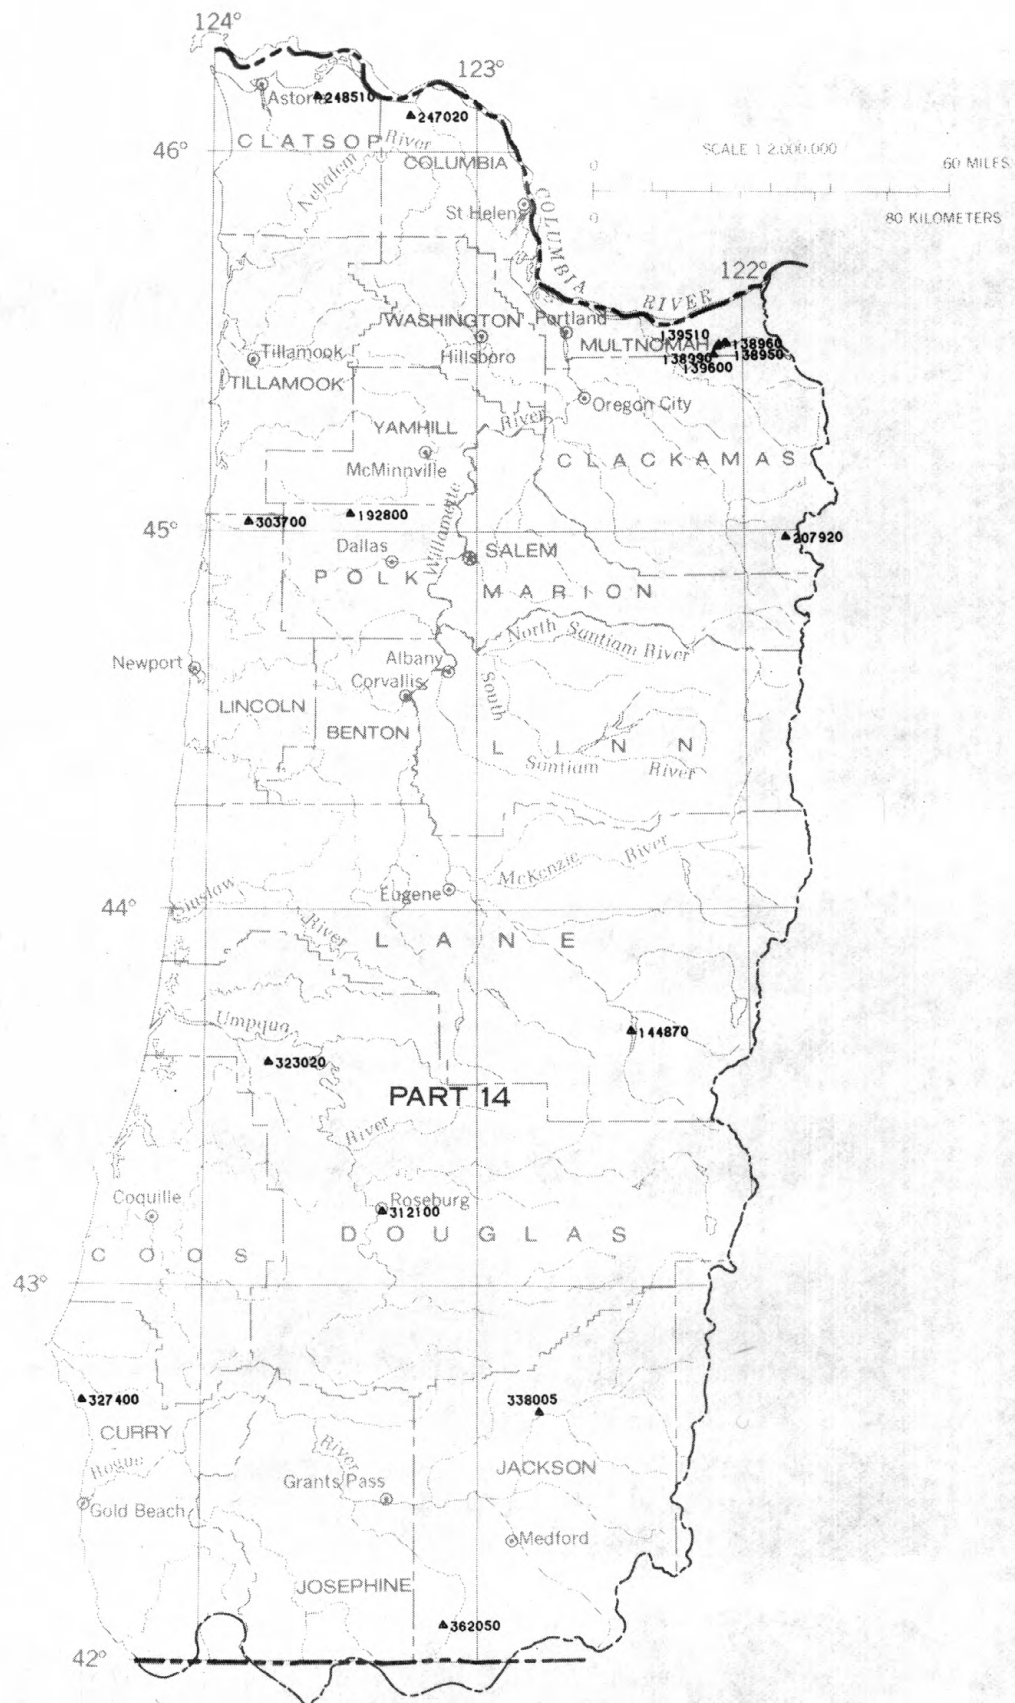 124°
123°
Astoria
248510
247020
CLATSOP
River
46°
COLUMBIA
SCALE 1:2,000,000
0 60 MILES
0 80 KILOMETERS
Nehalem
St Helens
COLUMBIA
RIVER
122°
WASHINGTON
Portland
139510
MULTNOMAH
138960
138990
138950
139600
Tillamook
Hillsboro
TILLAMOOK
Oregon City
River
YAMHILL
CLACKAMAS
McMinnville
Willamette
303700
192800
45°
207920
Dallas
SALEM
POLK
MARION
North Santiam River
Newport
Albany
Corvallis
South
LINCOLN
BENTON
LINN
Santiam River
McKenzie River
Eugene
Siuslaw
River
44°
LANE
Umpqua
144870
323020
PART 14
River
Coquille
Roseburg
312100
DOUGLAS
COOS
43°
327400
338005
CURRY
Rogue
River
JACKSON
Grants Pass
Gold Beach
Medford
JOSEPHINE
362050
42°